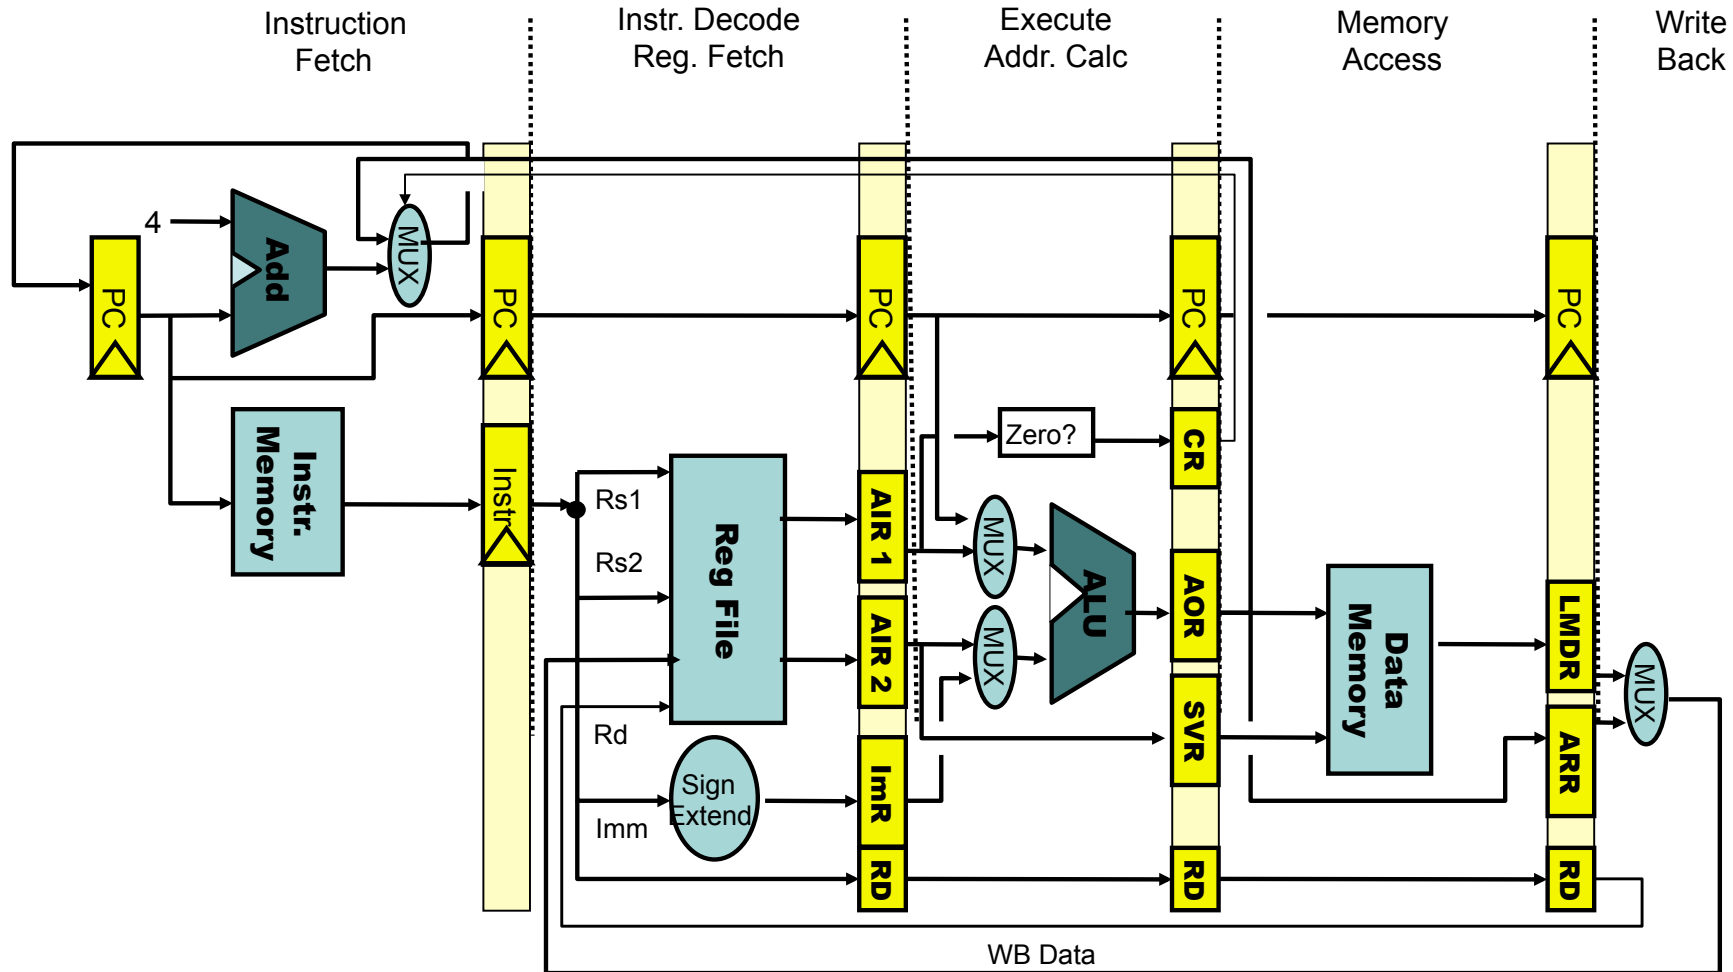 Instruction
Fetch
Instr. Decode
Reg. Fetch
Execute
Addr. Calc
Memory
Access
Write
Back
4
Add
MUX
PC
PC
PC
PC
PC
Instr.
Memory
Instr
Rs1
Rs2
Rd
Imm
Reg File
Sign
Extend
AIR 1
AIR 2
ImR
RD
Zero?
MUX
MUX
ALU
CR
AOR
SVR
RD
Data
Memory
LMDR
ARR
RD
MUX
WB Data